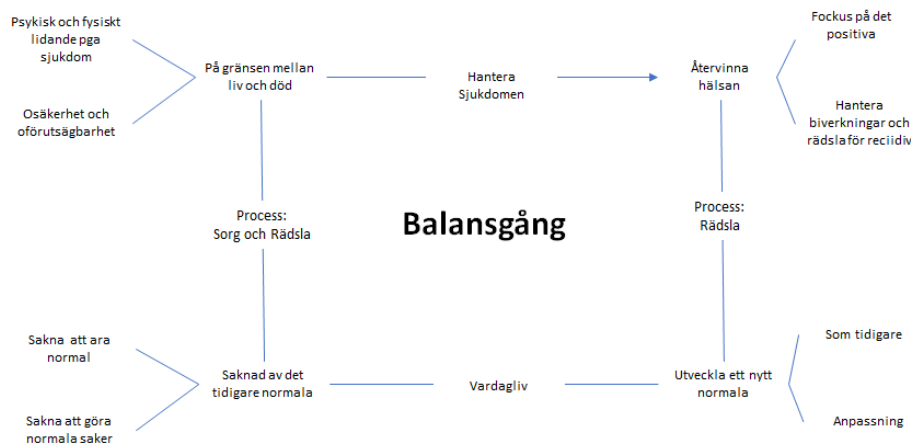 Psykisk och fysiskt
lidande pga
sjukdom
Osäkerhet och
oförutsägbarhet
På gränsen mellan
liv och död
Hantera
Sjukdomen
Återvinna
hälsan
Fockus på det
positiva
Hantera
biverkningar och
rädsla för reciidiv
Process:
Sorg och Rädsla
Balansgång
Process:
Rädsla
Sakna att ara
normal
Sakna att göra
normala saker
Saknad av det
tidigare normala
Vardagliv
Utveckla ett nytt
normala
Som tidigare
Anpassning